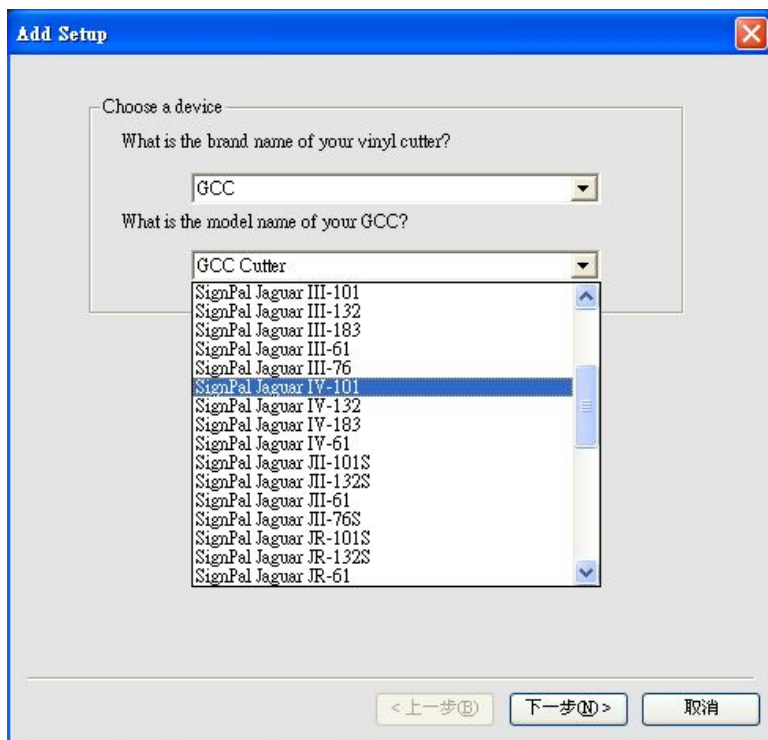 Add Setup
Choose a device
What is the brand name of your vinyl cutter?
GCC
What is the model name of your GCC?
GCC Cutter
SignPal Jaguar III-101
SignPal Jaguar III-132
SignPal Jaguar III-183
SignPal Jaguar III-61
SignPal Jaguar III-76
SignPal Jaguar IV-101
SignPal Jaguar IV-132
SignPal Jaguar IV-183
SignPal Jaguar IV-61
SignPal Jaguar JII-101S
SignPal Jaguar JII-132S
SignPal Jaguar JII-61
SignPal Jaguar JII-76S
SignPal Jaguar JR-101S
SignPal Jaguar JR-132S
SignPal Jaguar JR-61
<上一步(B) 下一步(N)> 取消